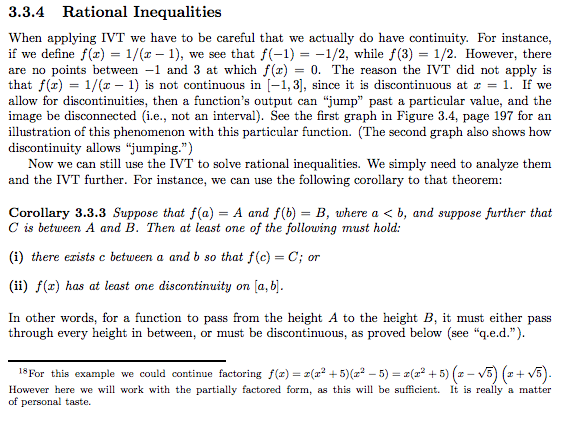 3.3.4 Rational Inequalities
When applying IVT we have to be careful that we actually do have continuity. For instance,
if we define f(x) = 1/(x − 1), we see that f(−1) = −1/2, while f(3) = 1/2. However, there
are no points between −1 and 3 at which f(x) = 0. The reason the IVT did not apply is
that f(x) = 1/(x − 1) is not continuous in [−1, 3], since it is discontinuous at x = 1. If we
allow for discontinuities, then a function's output can “jump” past a particular value, and the
image be disconnected (i.e., not an interval). See the first graph in Figure 3.4, page 197 for an
illustration of this phenomenon with this particular function. (The second graph also shows how
discontinuity allows “jumping.”)
Now we can still use the IVT to solve rational inequalities. We simply need to analyze them
and the IVT further. For instance, we can use the following corollary to that theorem:
Corollary 3.3.3 Suppose that f(a) = A and f(b) = B, where a < b, and suppose further that
C is between A and B. Then at least one of the following must hold:
(i) there exists c between a and b so that f(c) = C; or
(ii) f(x) has at least one discontinuity on [a, b].
In other words, for a function to pass from the height A to the height B, it must either pass
through every height in between, or must be discontinuous, as proved below (see “q.e.d.”).
¹⁸For this example we could continue factoring f(x) = x(x² + 5)(x² − 5) = x(x² + 5) (x − √5) (x + √5).
However here we will work with the partially factored form, as this will be sufficient. It is really a matter
of personal taste.